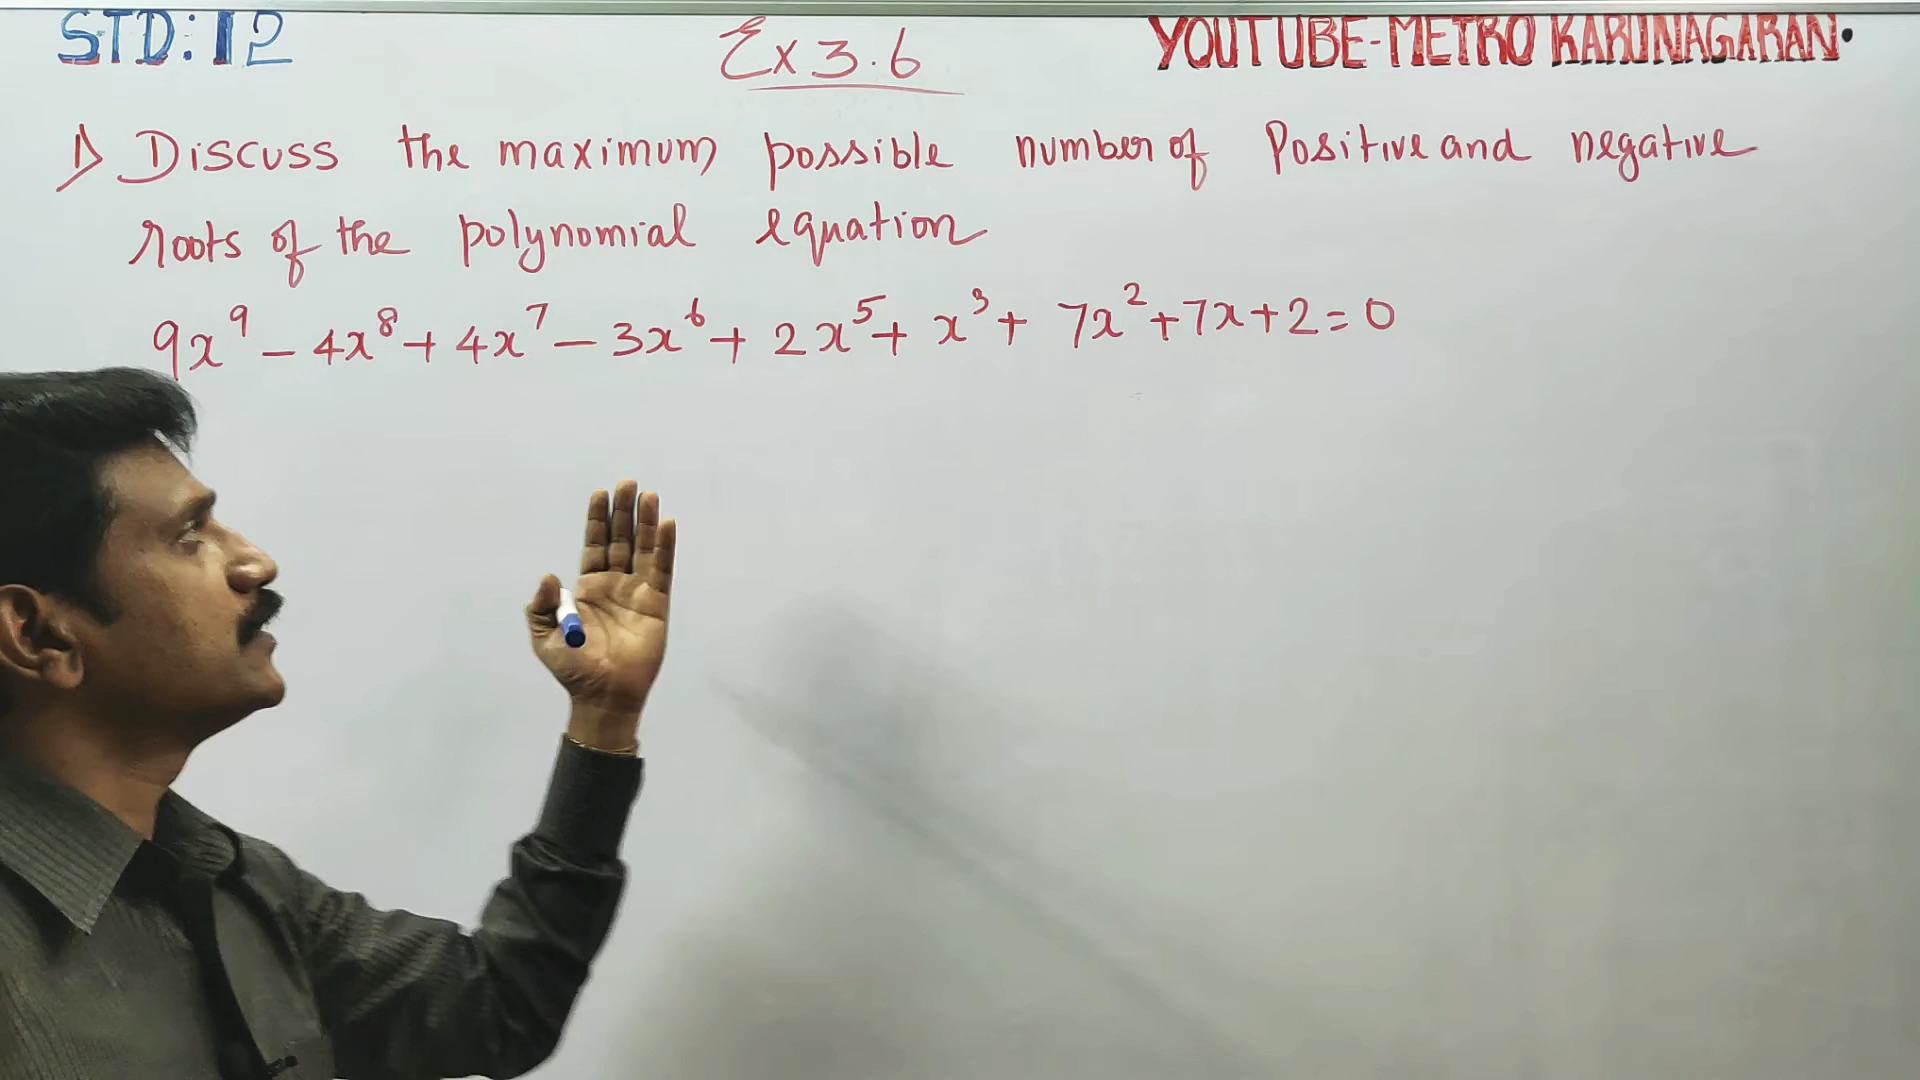 STD: 12
Ex 3.6
YOUTUBE-METRO KARUNAGARAN.
1) Discuss the maximum possible number of Positive and negative
roots of the polynomial equation
9x⁹ - 4x⁸ + 4x⁷ - 3x⁶ + 2x⁵ + x³ + 7x² + 7x + 2 = 0